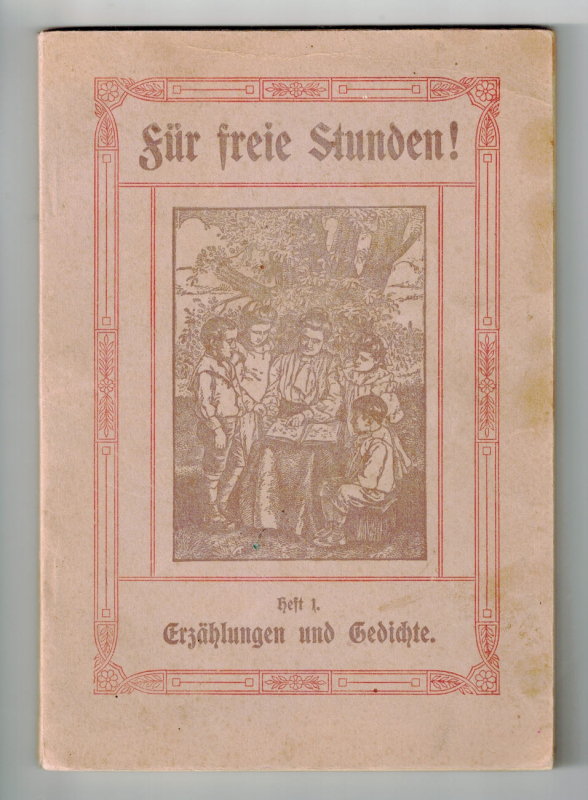 Für freie Stunden!
Heft 1.
Erzählungen und Gedichte.